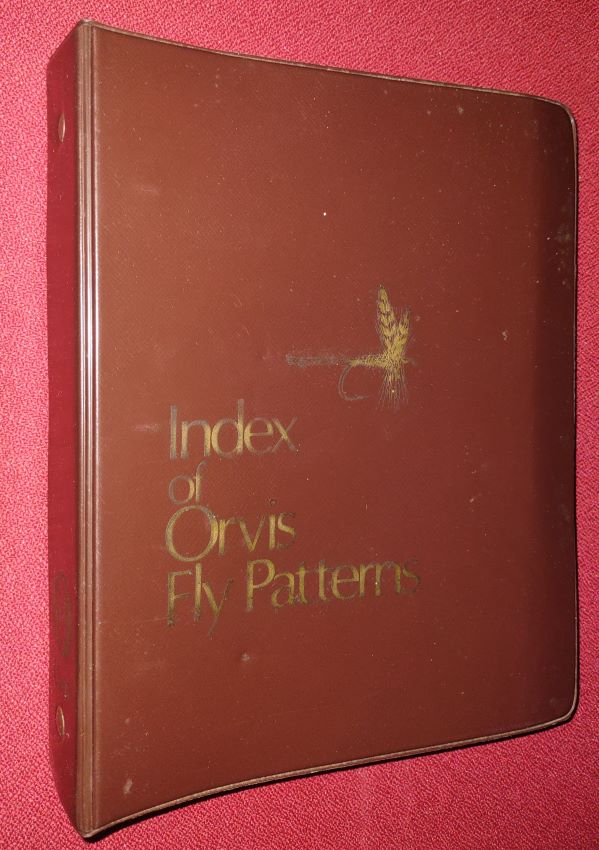 Index
of
Orvis
Fly Patterns